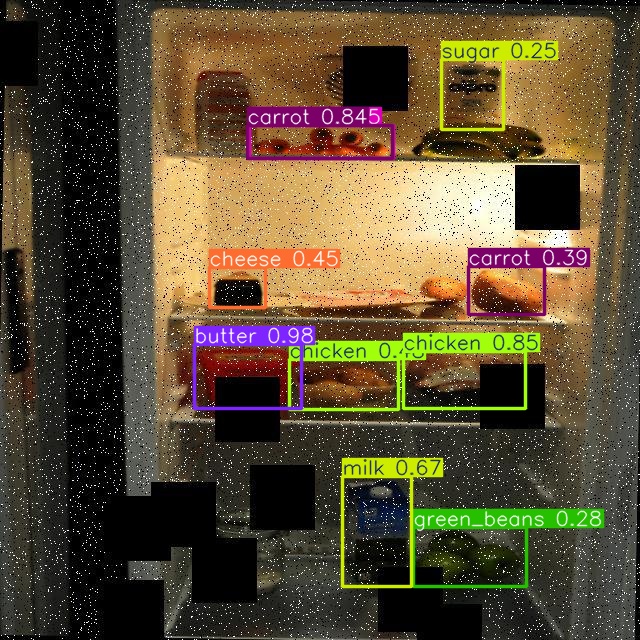 sugar 0.25
carrot 0.845
cheese 0.45
carrot 0.39
butter 0.98
chicken 0.85
milk 0.67
green_beans 0.28